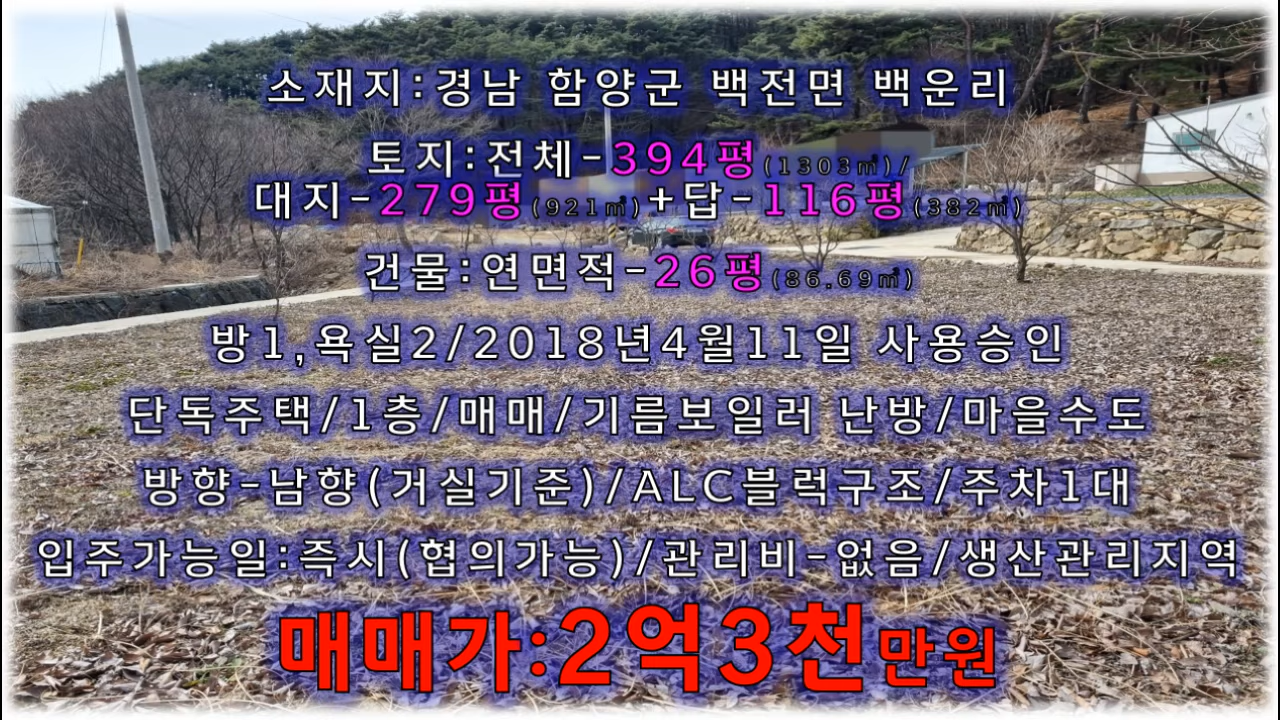 소재지:경남 함양군 백전면 백운리
토지:전체-394평(1303㎡)/
대지-279평(921㎡)+답-116평(382㎡)
건물:연면적-26평(86.69㎡)
방1,욕실2/2018년4월11일 사용승인
단독주택/1층/매매/기름보일러 난방/마을수도
방향-남향(거실기준)/ALC블럭구조/주차1대
입주가능일:즉시(협의가능)/관리비-없음/생산관리지역
매매가:2억3천만원